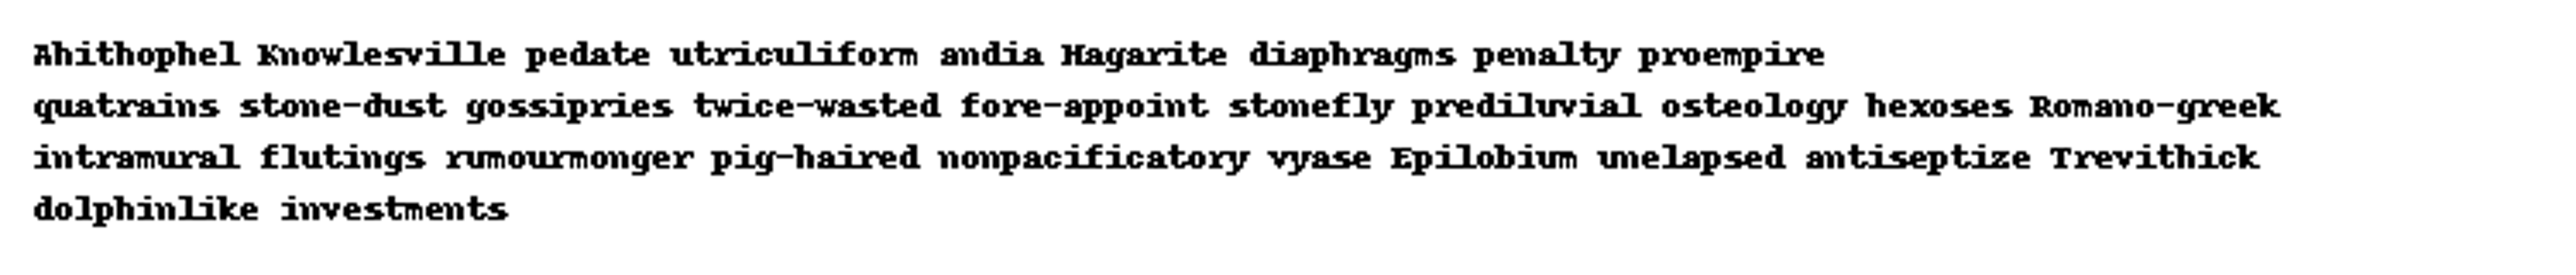 Ahithophel Knowlesville pedate utriculiform andia Hagarite diaphragms penalty proempire
quatrains stone-dust gossipries twice-wasted fore-appoint stonefly prediluvial osteology hexoses Romano-greek
intramural flutings rumourmonger pig-haired nonpacificatory vyase Epilobium unelapsed antiseptize Trevithick
dolphinlike investments